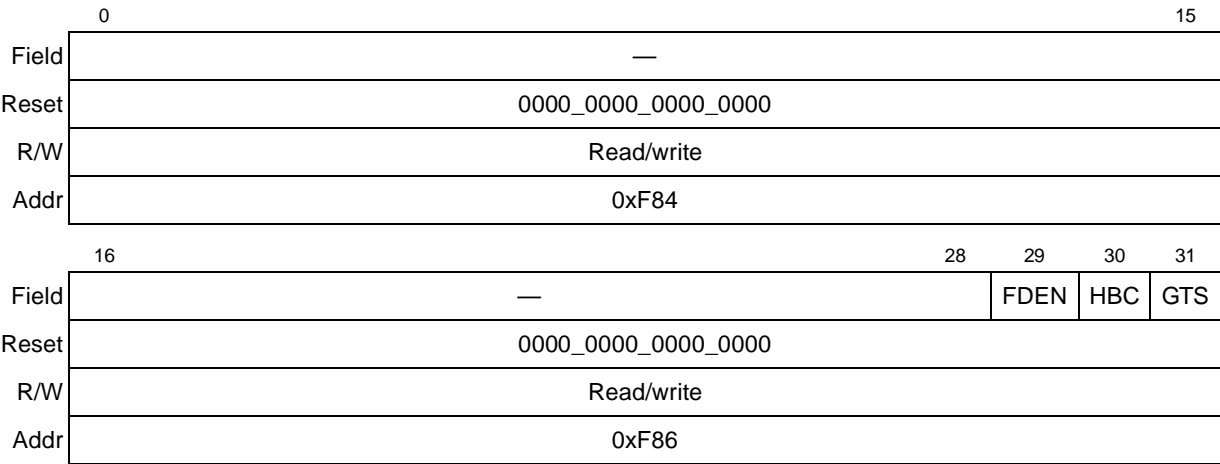 0 15
Field —
Reset 0000_0000_0000_0000
R/W Read/write
Addr 0xF84
16 28 29 30 31
Field — FDEN HBC GTS
Reset 0000_0000_0000_0000
R/W Read/write
Addr 0xF86